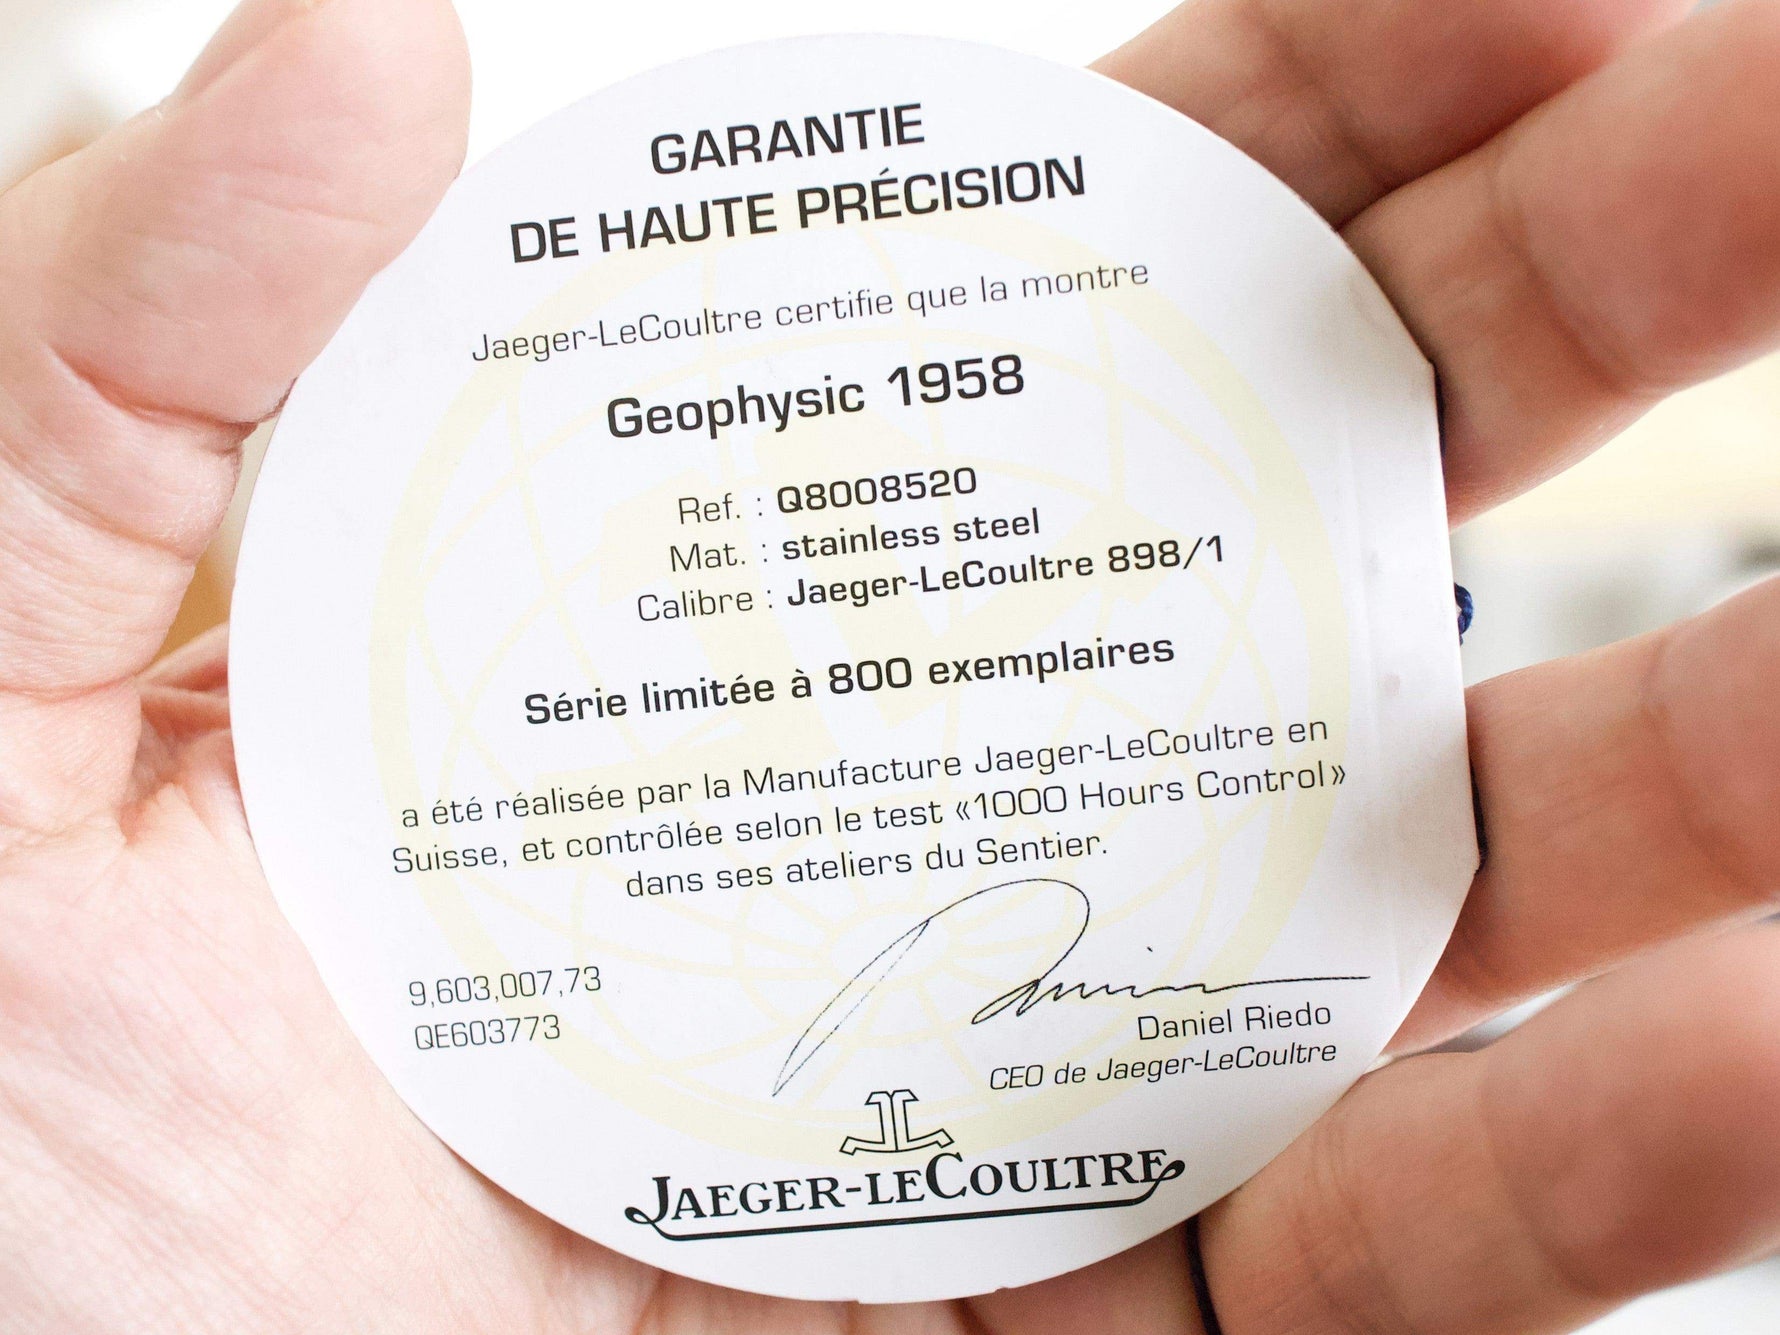 GARANTIE
DE HAUTE PRÉCISION
Jaeger-LeCoultre certifie que la montre
Geophysic 1958
Ref. : Q8008520
Mat. : stainless steel
Calibre : Jaeger-LeCoultre 898/1
Série limitée à 800 exemplaires
a été réalisée par la Manufacture Jaeger-LeCoultre en
Suisse, et contrôlée selon le test «1000 Hours Control»
dans ses ateliers du Sentier.
9,603,007,73
QE603773
Daniel Riedo
CEO de Jaeger-LeCoultre
JL
JAEGER-LECOULTRE